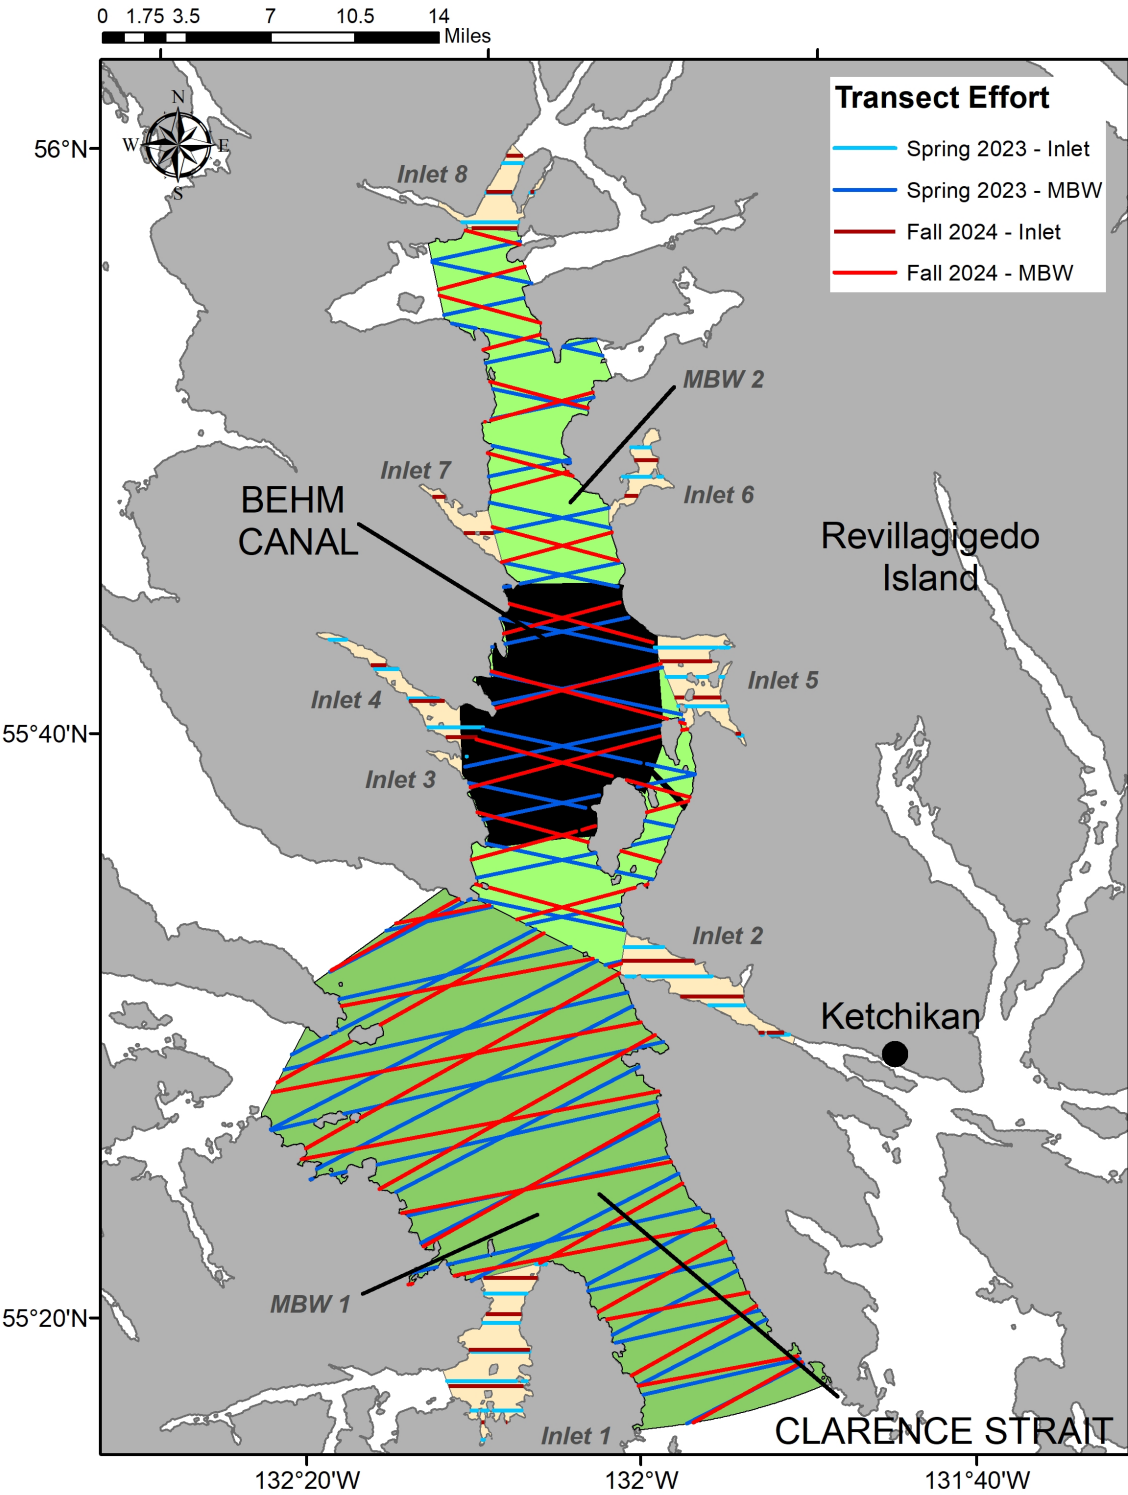 0 1.75 3.5 7 10.5 14
Miles
N
W E
S
Transect Effort
Spring 2023 - Inlet
Spring 2023 - MBW
Fall 2024 - Inlet
Fall 2024 - MBW
56°N
Inlet 8
MBW 2
Inlet 7
Inlet 6
BEHM
CANAL
Revillagigedo
Island
Inlet 5
Inlet 4
55°40'N
Inlet 3
Inlet 2
Ketchikan
MBW 1
55°20'N
CLARENCE STRAIT
Inlet 1
132°20'W 132°W 131°40'W